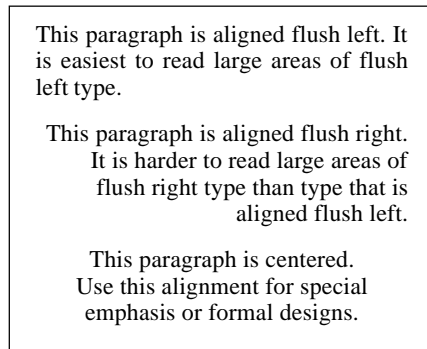 This paragraph is aligned flush left. It
is easiest to read large areas of flush
left type.
This paragraph is aligned flush right.
It is harder to read large areas of
flush right type than type that is
aligned flush left.
This paragraph is centered.
Use this alignment for special
emphasis or formal designs.